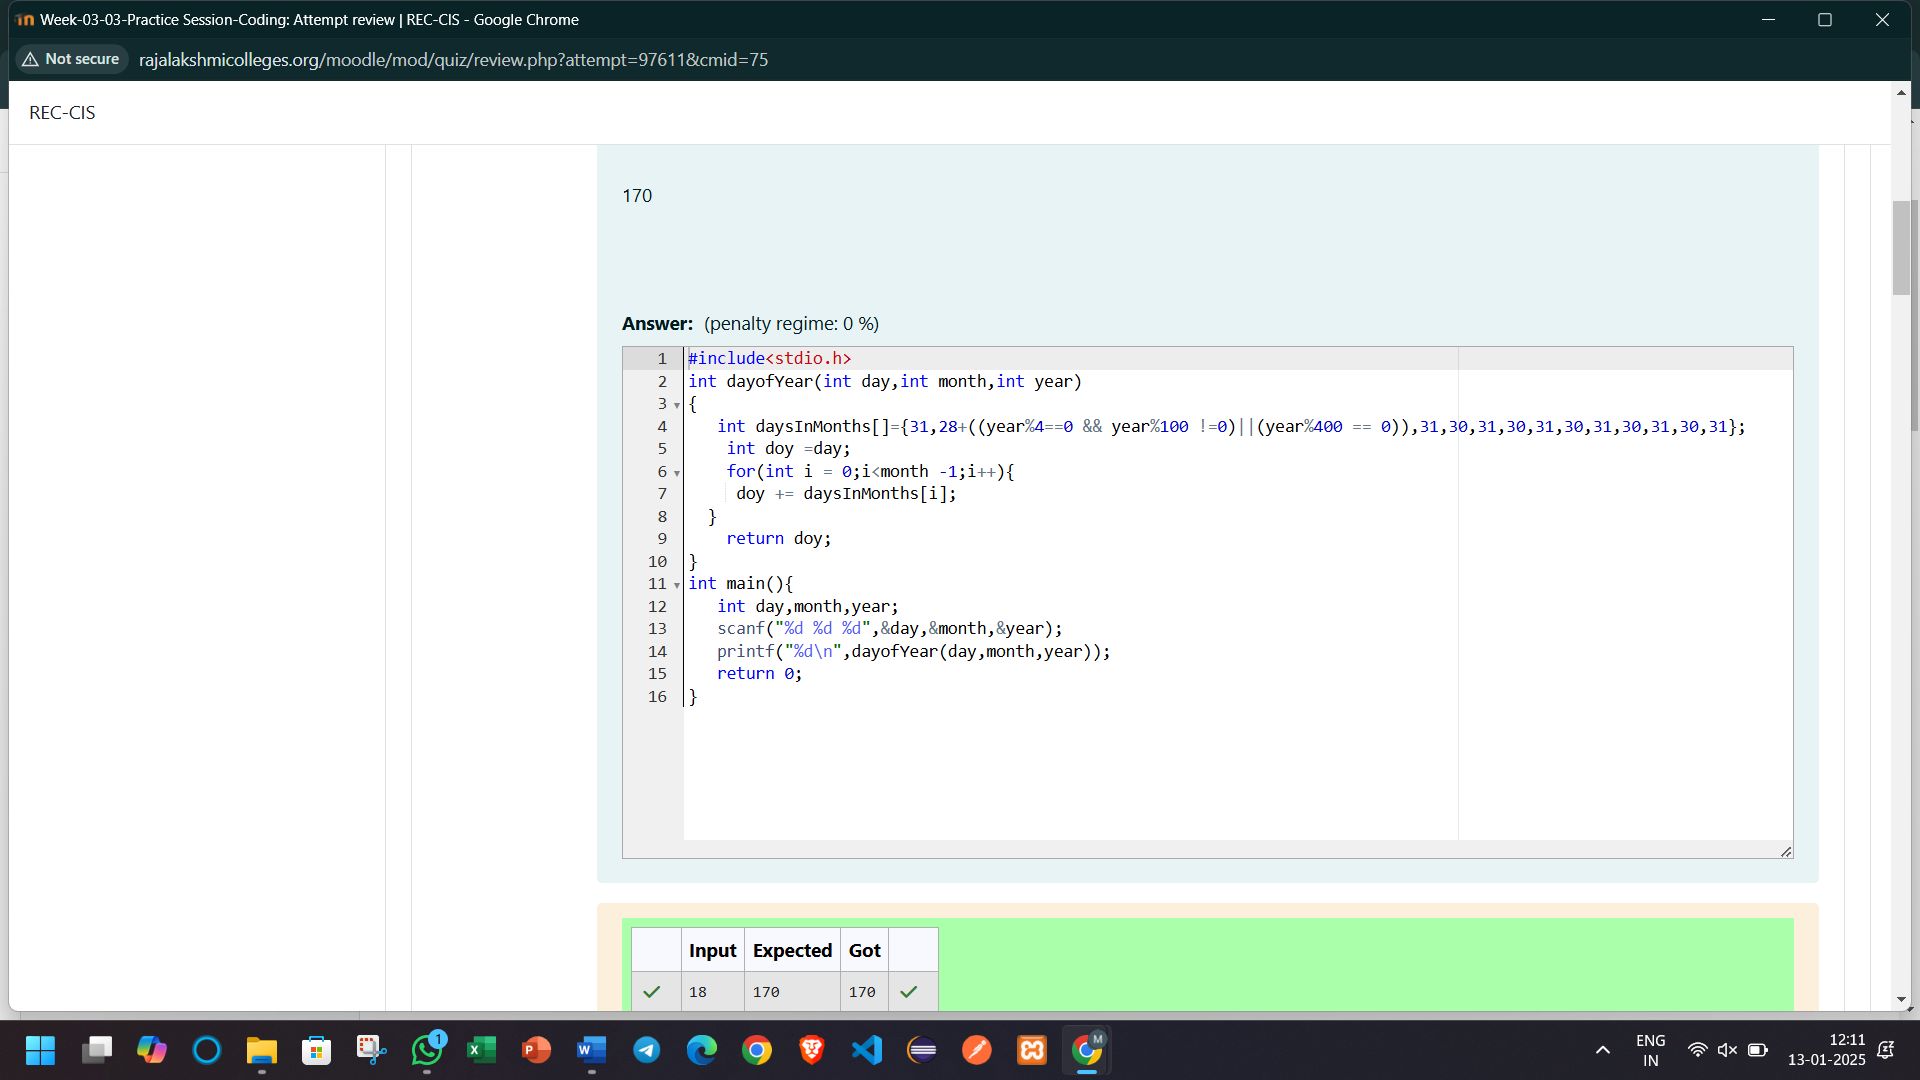 Week-03-03-Practice Session-Coding: Attempt review | REC-CIS - Google Chrome
Not secure rajalakshmicolleges.org/moodle/mod/quiz/review.php?attempt=97611&cmid=75
REC-CIS
170
Answer: (penalty regime: 0 %)
1 #include<stdio.h>
2 int dayofYear(int day,int month,int year)
3 {
4 int daysInMonths[]={31,28+((year%4==0 && year%100 !=0)||(year%400 == 0)),31,30,31,30,31,30,31,30,31,30,31};
5 int doy =day;
6 for(int i = 0;i<month -1;i++){
7 doy += daysInMonths[i];
8 }
9 return doy;
10 }
11 int main(){
12 int day,month,year;
13 scanf("%d %d %d",&day,&month,&year);
14 printf("%d\n",dayofYear(day,month,year));
15 return 0;
16 }
Input Expected Got
18 170 170
1
M
ENG
IN
12:11
13-01-2025